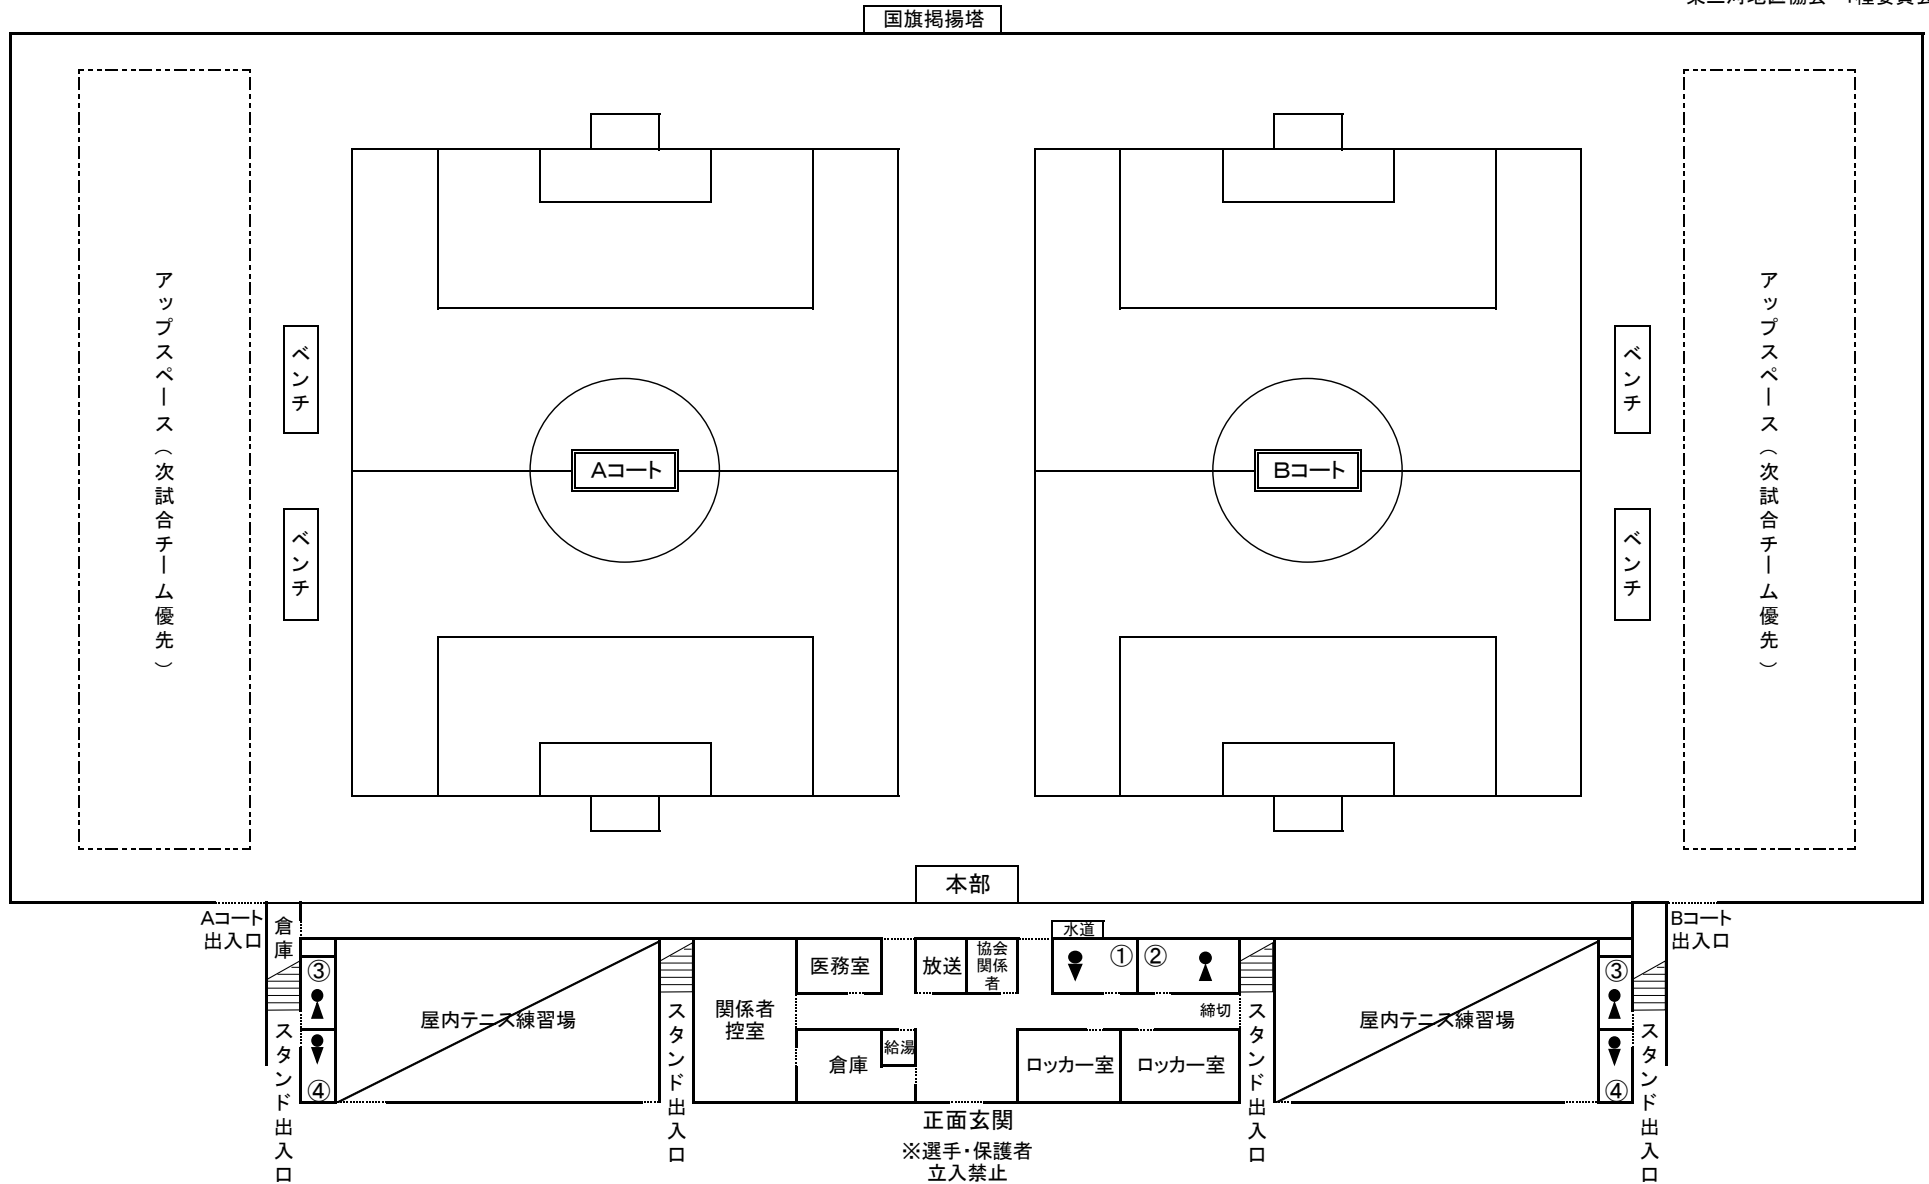 国旗掲揚塔
アップスペース（次試合チーム優先）
ベンチ
ベンチ
Aコート
Bコート
ベンチ
ベンチ
アップスペース（次試合チーム優先）
本部
Aコート
出入口
倉庫
水道
Bコート
出入口
③
④
スタンド出入口
屋内テニス練習場
スタンド出入口
関係者
控室
医務室
放送
協会
関係
者
①
②
締切
倉庫
給湯
ロッカー室
ロッカー室
スタンド出入口
屋内テニス練習場
③
④
スタンド出入口
正面玄関
※選手・保護者
立入禁止